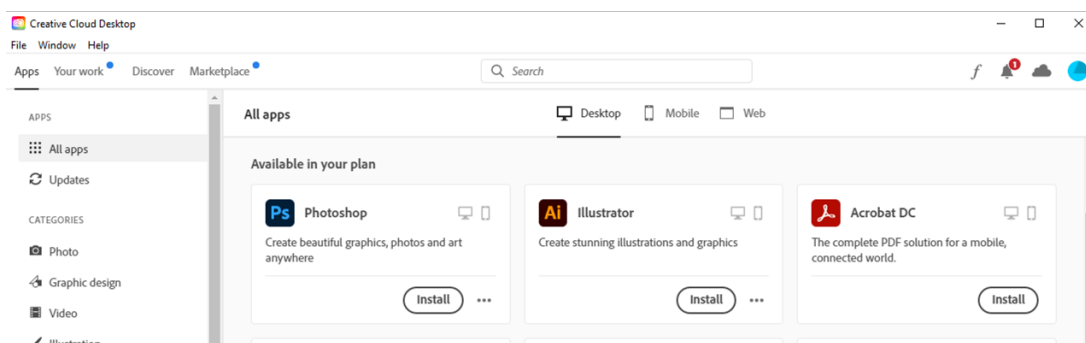 Creative Cloud Desktop
File Window Help
Apps Your work Discover Marketplace Search f 1
APPS
All apps
Updates
CATEGORIES
Photo
Graphic design
Video
Illustration
All apps Desktop Mobile Web
Available in your plan
Ps Photoshop
Create beautiful graphics, photos and art
anywhere
Install
Ai Illustrator
Create stunning illustrations and graphics
Install
Acrobat DC
The complete PDF solution for a mobile,
connected world.
Install